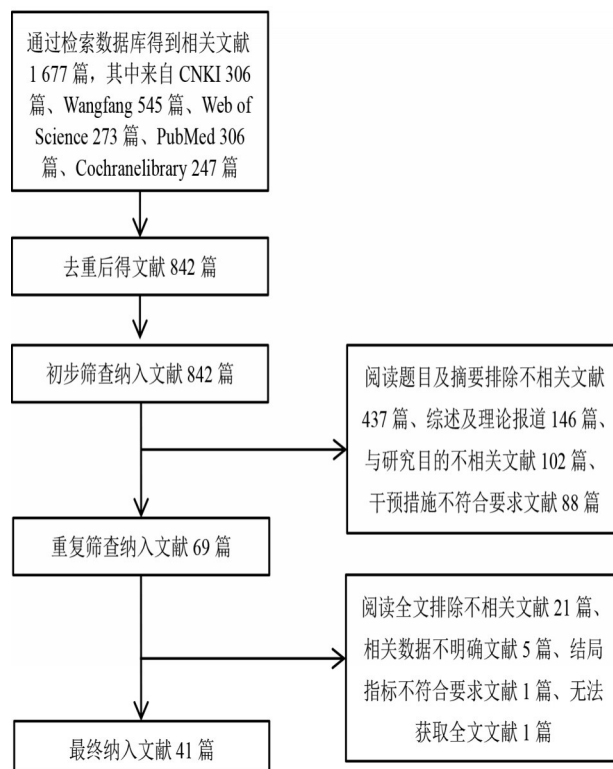 通过检索数据库得到相关文献
1 677 篇，其中来自 CNKI 306
篇、Wangfang 545 篇、Web of
Science 273 篇、PubMed 306
篇、Cochranelibrary 247 篇
去重后得文献 842 篇
初步筛查纳入文献 842 篇
阅读题目及摘要排除不相关文献
437 篇、综述及理论报道 146 篇、
与研究目的不相关文献 102 篇、
干预措施不符合要求文献 88 篇
重复筛查纳入文献 69 篇
阅读全文排除不相关文献 21 篇、
相关数据不明确文献 5 篇、结局
指标不符合要求文献 1 篇、无法
获取全文文献 1 篇
最终纳入文献 41 篇